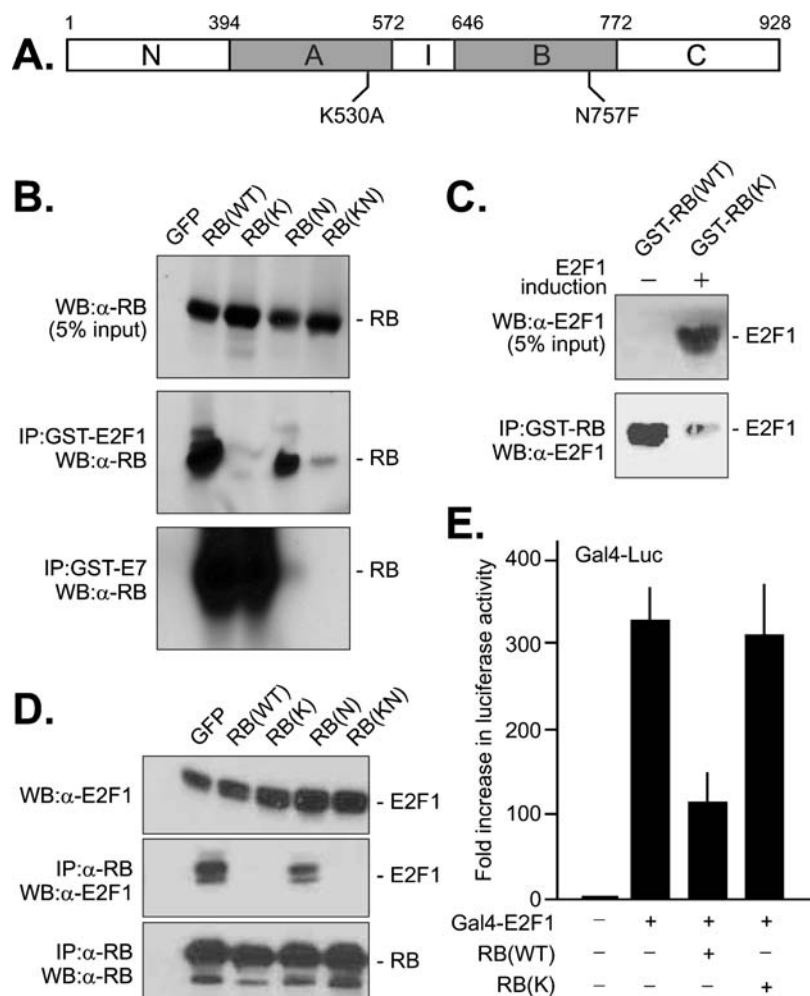 1 394 572 646 772 928
A. N A I B C
K530A N757F
B.
GFP RB(WT) RB(K) RB(N) RB(KN)
WB:α-RB
(5% input)
- RB
IP:GST-E2F1
WB:α-RB
- RB
IP:GST-E7
WB:α-RB
- RB
C.
GST-RB(WT) GST-RB(K)
E2F1
induction
− +
WB:α-E2F1
(5% input)
- E2F1
IP:GST-RB
WB:α-E2F1
- E2F1
D.
GFP RB(WT) RB(K) RB(N) RB(KN)
WB:α-E2F1
- E2F1
IP:α-RB
WB:α-E2F1
- E2F1
IP:α-RB
WB:α-RB
- RB
E.
Gal4-Luc
Fold increase in luciferase activity
400
300
200
100
0
Gal4-E2F1 − + + +
RB(WT) − − + −
RB(K) − − − +